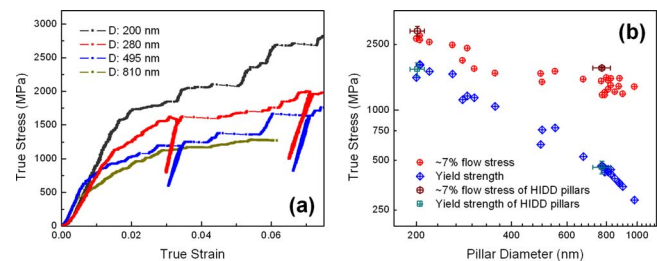 3000
2500
2000
1500
1000
500
0
True Stress (MPa)
D: 200 nm
D: 280 nm
D: 495 nm
D: 810 nm
(a)
0.00
0.02
0.04
0.06
True Strain
(b)
2500
1000
750
500
250
True Stress (MPa)
~7% flow stress
Yield strength
~7% flow stress of HIDD pillars
Yield strength of HIDD pillars
200
400
600
800
1000
Pillar Diameter (nm)